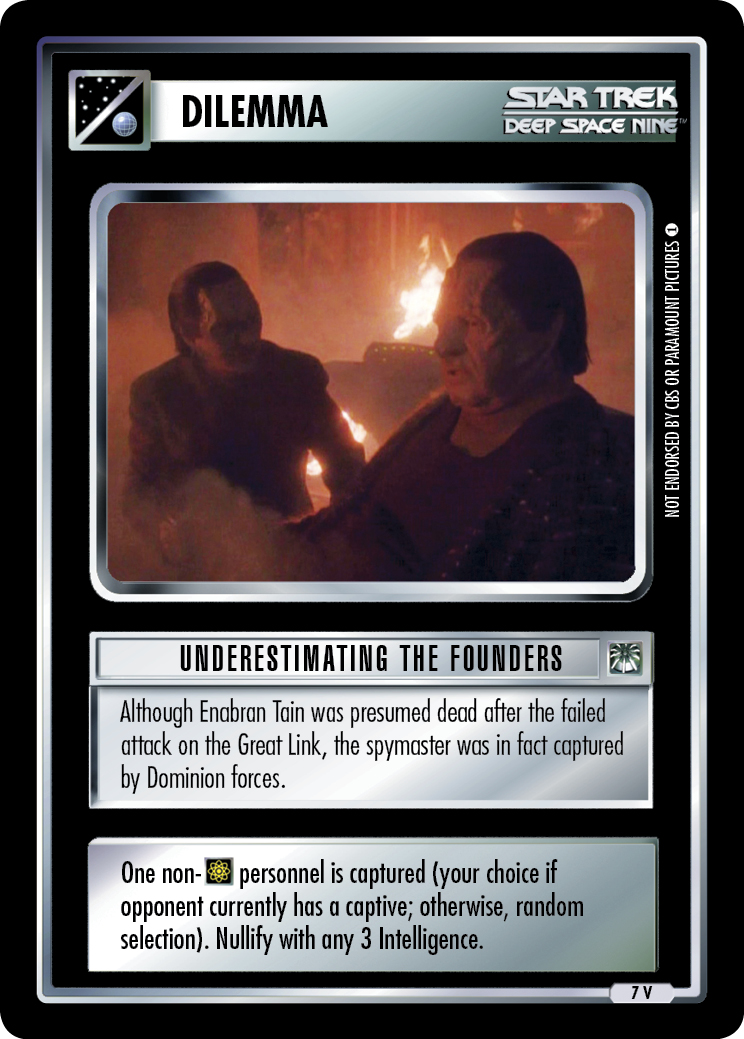 DILEMMA
STAR TREK
DEEP SPACE NINE™
NOT ENDORSED BY CBS OR PARAMOUNT PICTURES 1
UNDERESTIMATING THE FOUNDERS
Although Enabran Tain was presumed dead after the failed
attack on the Great Link, the spymaster was in fact captured
by Dominion forces.
One non- personnel is captured (your choice if
opponent currently has a captive; otherwise, random
selection). Nullify with any 3 Intelligence.
7 V